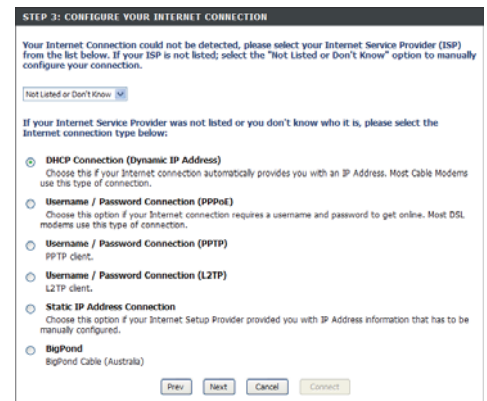 STEP 3: CONFIGURE YOUR INTERNET CONNECTION
Your Internet Connection could not be detected, please select your Internet Service Provider (ISP)
from the list below. If your ISP is not listed; select the "Not Listed or Don't Know" option to manually
configure your connection.
Not Listed or Don't Know
If your Internet Service Provider was not listed or you don't know who it is, please select the
Internet connection type below:
DHCP Connection (Dynamic IP Address)
Choose this if your Internet connection automatically provides you with an IP Address. Most Cable Modems
use this type of connection.
Username / Password Connection (PPPoE)
Choose this option if your Internet connection requires a username and password to get online. Most DSL
modems use this type of connection.
Username / Password Connection (PPTP)
PPTP client.
Username / Password Connection (L2TP)
L2TP client.
Static IP Address Connection
Choose this option if your Internet Setup Provider provided you with IP Address information that has to be
manually configured.
BigPond
BigPond Cable (Australia)
Prev Next Cancel Connect